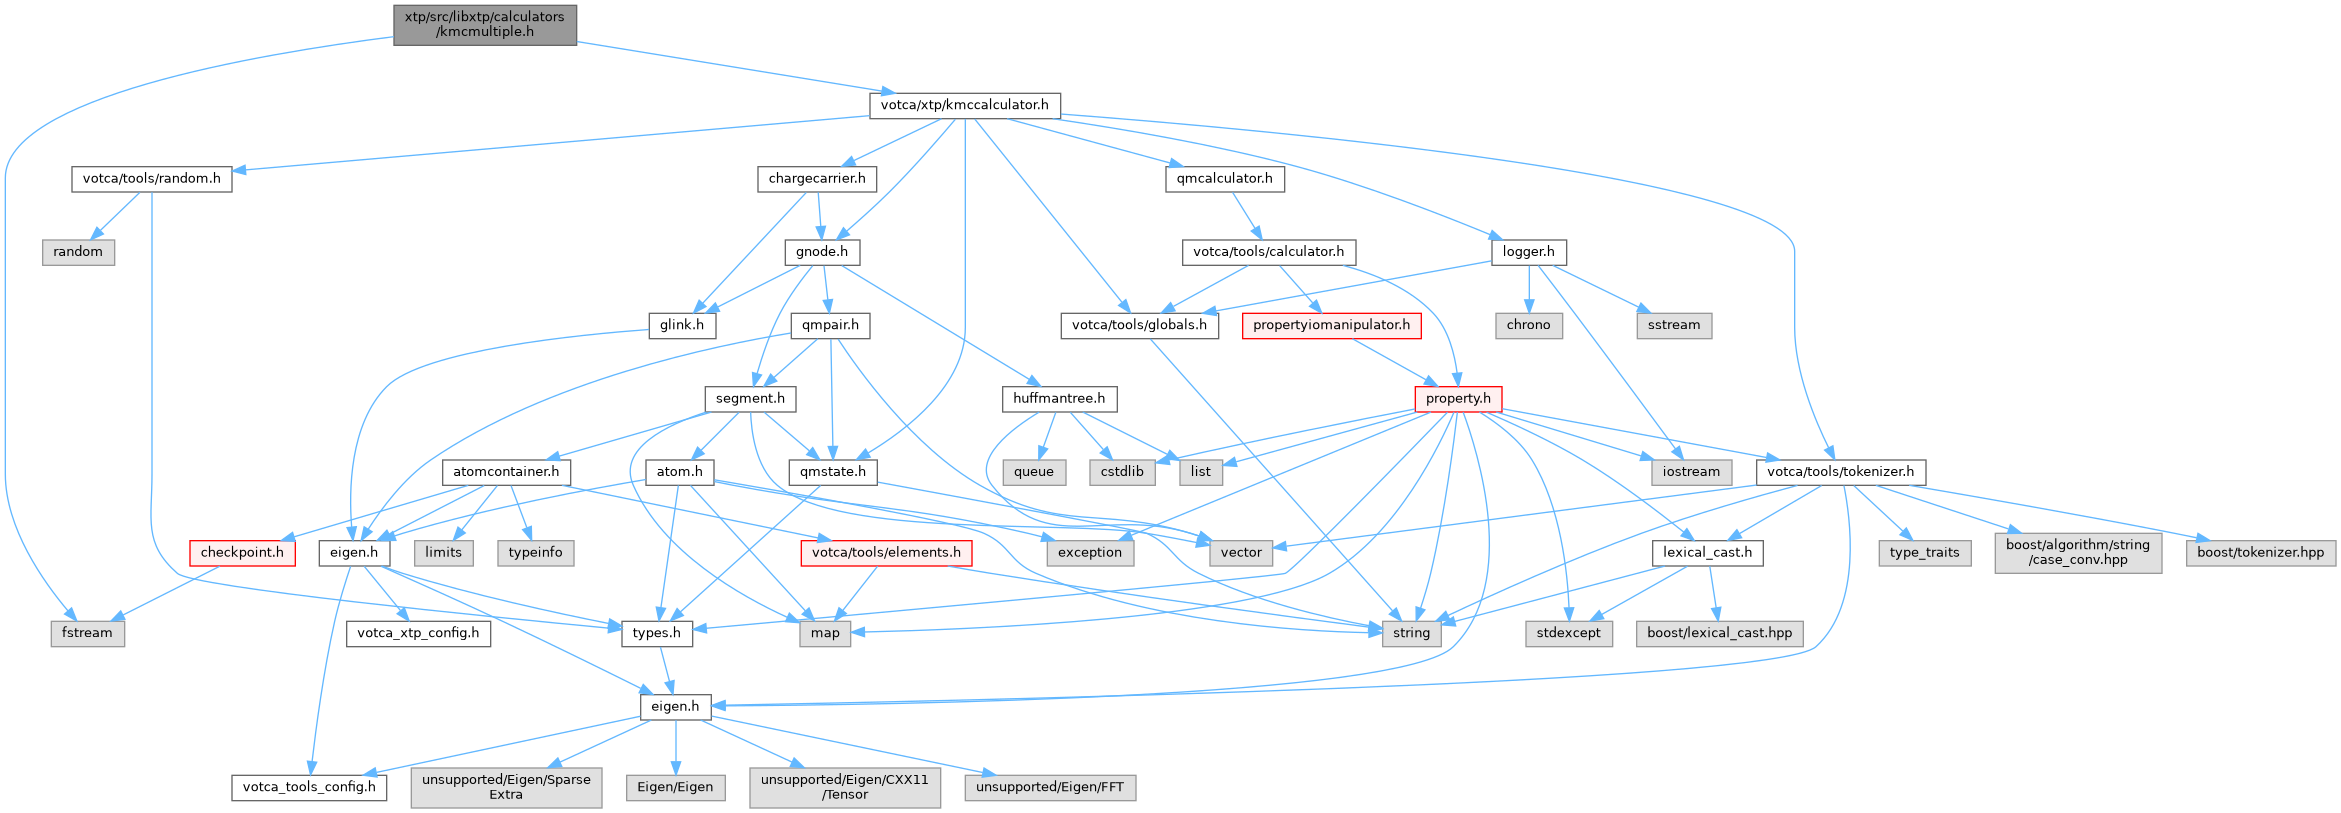 xtp/src/libxtp/calculators
/kmcmultiple.h
votca/xtp/kmccalculator.h
votca/tools/random.h
chargecarrier.h
qmcalculator.h
random
gnode.h
votca/tools/calculator.h
logger.h
glink.h
qmpair.h
votca/tools/globals.h
propertyiomanipulator.h
chrono
sstream
segment.h
huffmantree.h
property.h
atomcontainer.h
atom.h
qmstate.h
queue
cstdlib
list
iostream
votca/tools/tokenizer.h
checkpoint.h
eigen.h
limits
typeinfo
votca/tools/elements.h
exception
vector
lexical_cast.h
type_traits
boost/algorithm/string
/case_conv.hpp
boost/tokenizer.hpp
fstream
votca_xtp_config.h
types.h
map
string
stdexcept
boost/lexical_cast.hpp
eigen.h
votca_tools_config.h
unsupported/Eigen/Sparse
Extra
Eigen/Eigen
unsupported/Eigen/CXX11
/Tensor
unsupported/Eigen/FFT